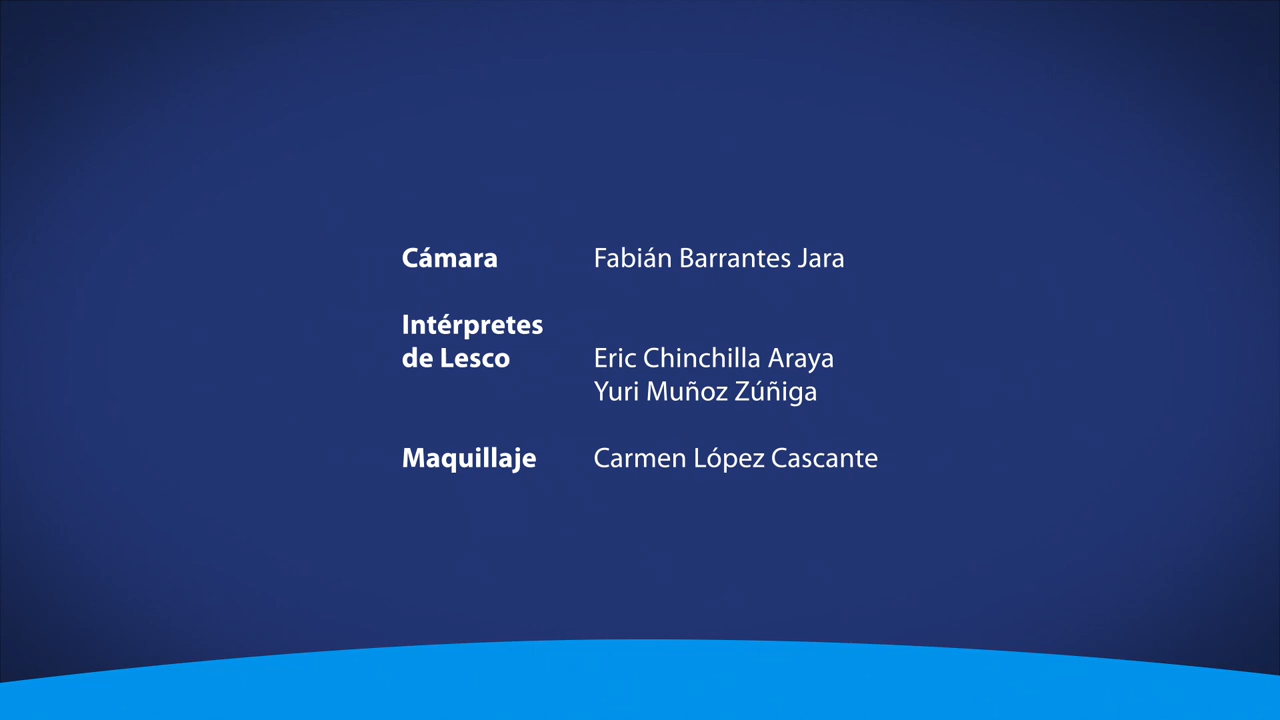 Cámara Fabián Barrantes Jara
Intérpretes
de Lesco Eric Chinchilla Araya
Yuri Muñoz Zúñiga
Maquillaje Carmen López Cascante